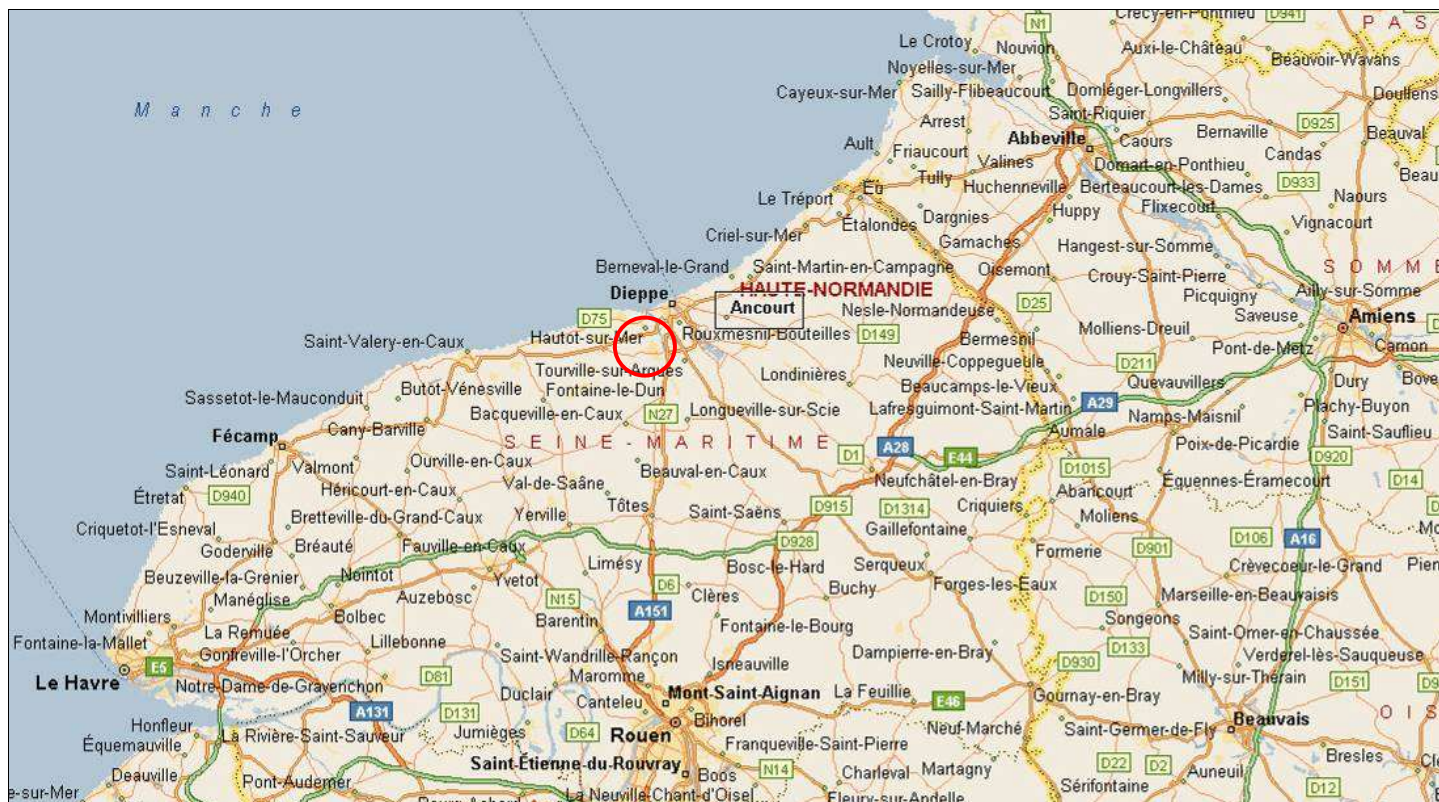 Crécy-en-Ponthieu D941
N1 P A S
Le Crotoy Nouvion Auxi-le-Château
Beauvoir-Wavans
Noyelles-sur-Mer
Cayeux-sur-Mer Sailly-Flibeaucourt Domléger-Longvillers Doullens
M a n c h e
Saint-Riquier
Arrest D925
Abbeville Caours Bernaville Beauval
Ault Friaucourt
Valines Domart-en-Ponthieu Candas
Tully Beau
Eu Huchenneville Berteaucourt-les-Dames D933
Le Tréport Naours
Étalondes Dargnies Huppy Flixecourt
Vignacourt
Criel-sur-Mer Gamaches Hangest-sur-Somme
Berneval-le-Grand Saint-Martin-en-Campagne Oisemont Crouy-Saint-Pierre S O M M E
Dieppe HAUTE-NORMANDIE Picquigny Ailly-sur-Somme
Ancourt Nesle-Normandeuse D25 Saveuse
D75 Amiens
Saint-Valery-en-Caux Hautot-sur-Mer Rouxmesnil-Bouteilles D149 Bermesnil Molliens-Dreuil
Pont-de-Metz Camon
Neuville-Coppegueule D211
Tourville-sur-Arques Londinières
Butot-Vénesville Fontaine-le-Dun Beaucamps-le-Vieux Quevauvillers Dury Bove
Sassetot-le-Mauconduit
Bacqueville-en-Caux N27 Longueville-sur-Scie Lafresguimont-Saint-Martin A29 Namps-Maisnil Plachy-Buyon
Fécamp Cany-Barville
S E I N E - M A R I T I M E Aumale Saint-Sauflieu
A28 Poix-de-Picardie
D1 E44 D920
Saint-Léonard Valmont Ourville-en-Caux Beauval-en-Caux D1015
Neufchâtel-en-Bray Équennes-Éramecourt D14
Étretat D940 Héricourt-en-Caux Val-de-Saâne Abancourt
Tôtes Saint-Saëns D915 D1314 Criquiers
Criquetot-l'Esneval Bretteville-du-Grand-Caux Yerville Moliens
Gaillefontaine
Goderville Bréauté Fauville-en-Caux D928 Formerie D901 D106 A16
Limésy Bosc-le-Hard Serqueux Crèvecoeur-le-Grand
Beuzeville-la-Grenier Nointot Yvetot
D6 Buchy Forges-les-Eaux
Manéglise Auzebosc N15 Clères D150 Marseille-en-Beauvaisis
A151
Montivilliers Bolbec Barentin Songeons
Fontaine-le-Bourg
La Remuée Lillebonne Saint-Omer-en-Chaussée
Fontaine-la-Mallet D133
Gonfreville-l'Orcher Saint-Wandrille-Rançon Dampierre-en-Bray Verderel-lès-Sauqueuse
E5 Isneauville D930
Le Havre Maromme Milly-sur-Thérain
D81
Notre-Dame-de-Gravenchon Duclair Mont-Saint-Aignan La Feuillie Gournay-en-Bray D151
Canteleu E46
A131 D131 Bihorel
Honfleur Beauvais O I S
La Rivière-Saint-Sauveur Jumièges D64 Rouen Neuf-Marché Saint-Germer-de-Fly
Équemauville Franqueville-Saint-Pierre
Bresles
Saint-Étienne-du-Rouvray N14 D22 D2
Deauville Pont-Audemer Boos Charleval Martagny Auneuil
Sérifontaine D12
La Neuville-Chant-d'Oisel
e-sur-Mer Fleury-sur-Andelle